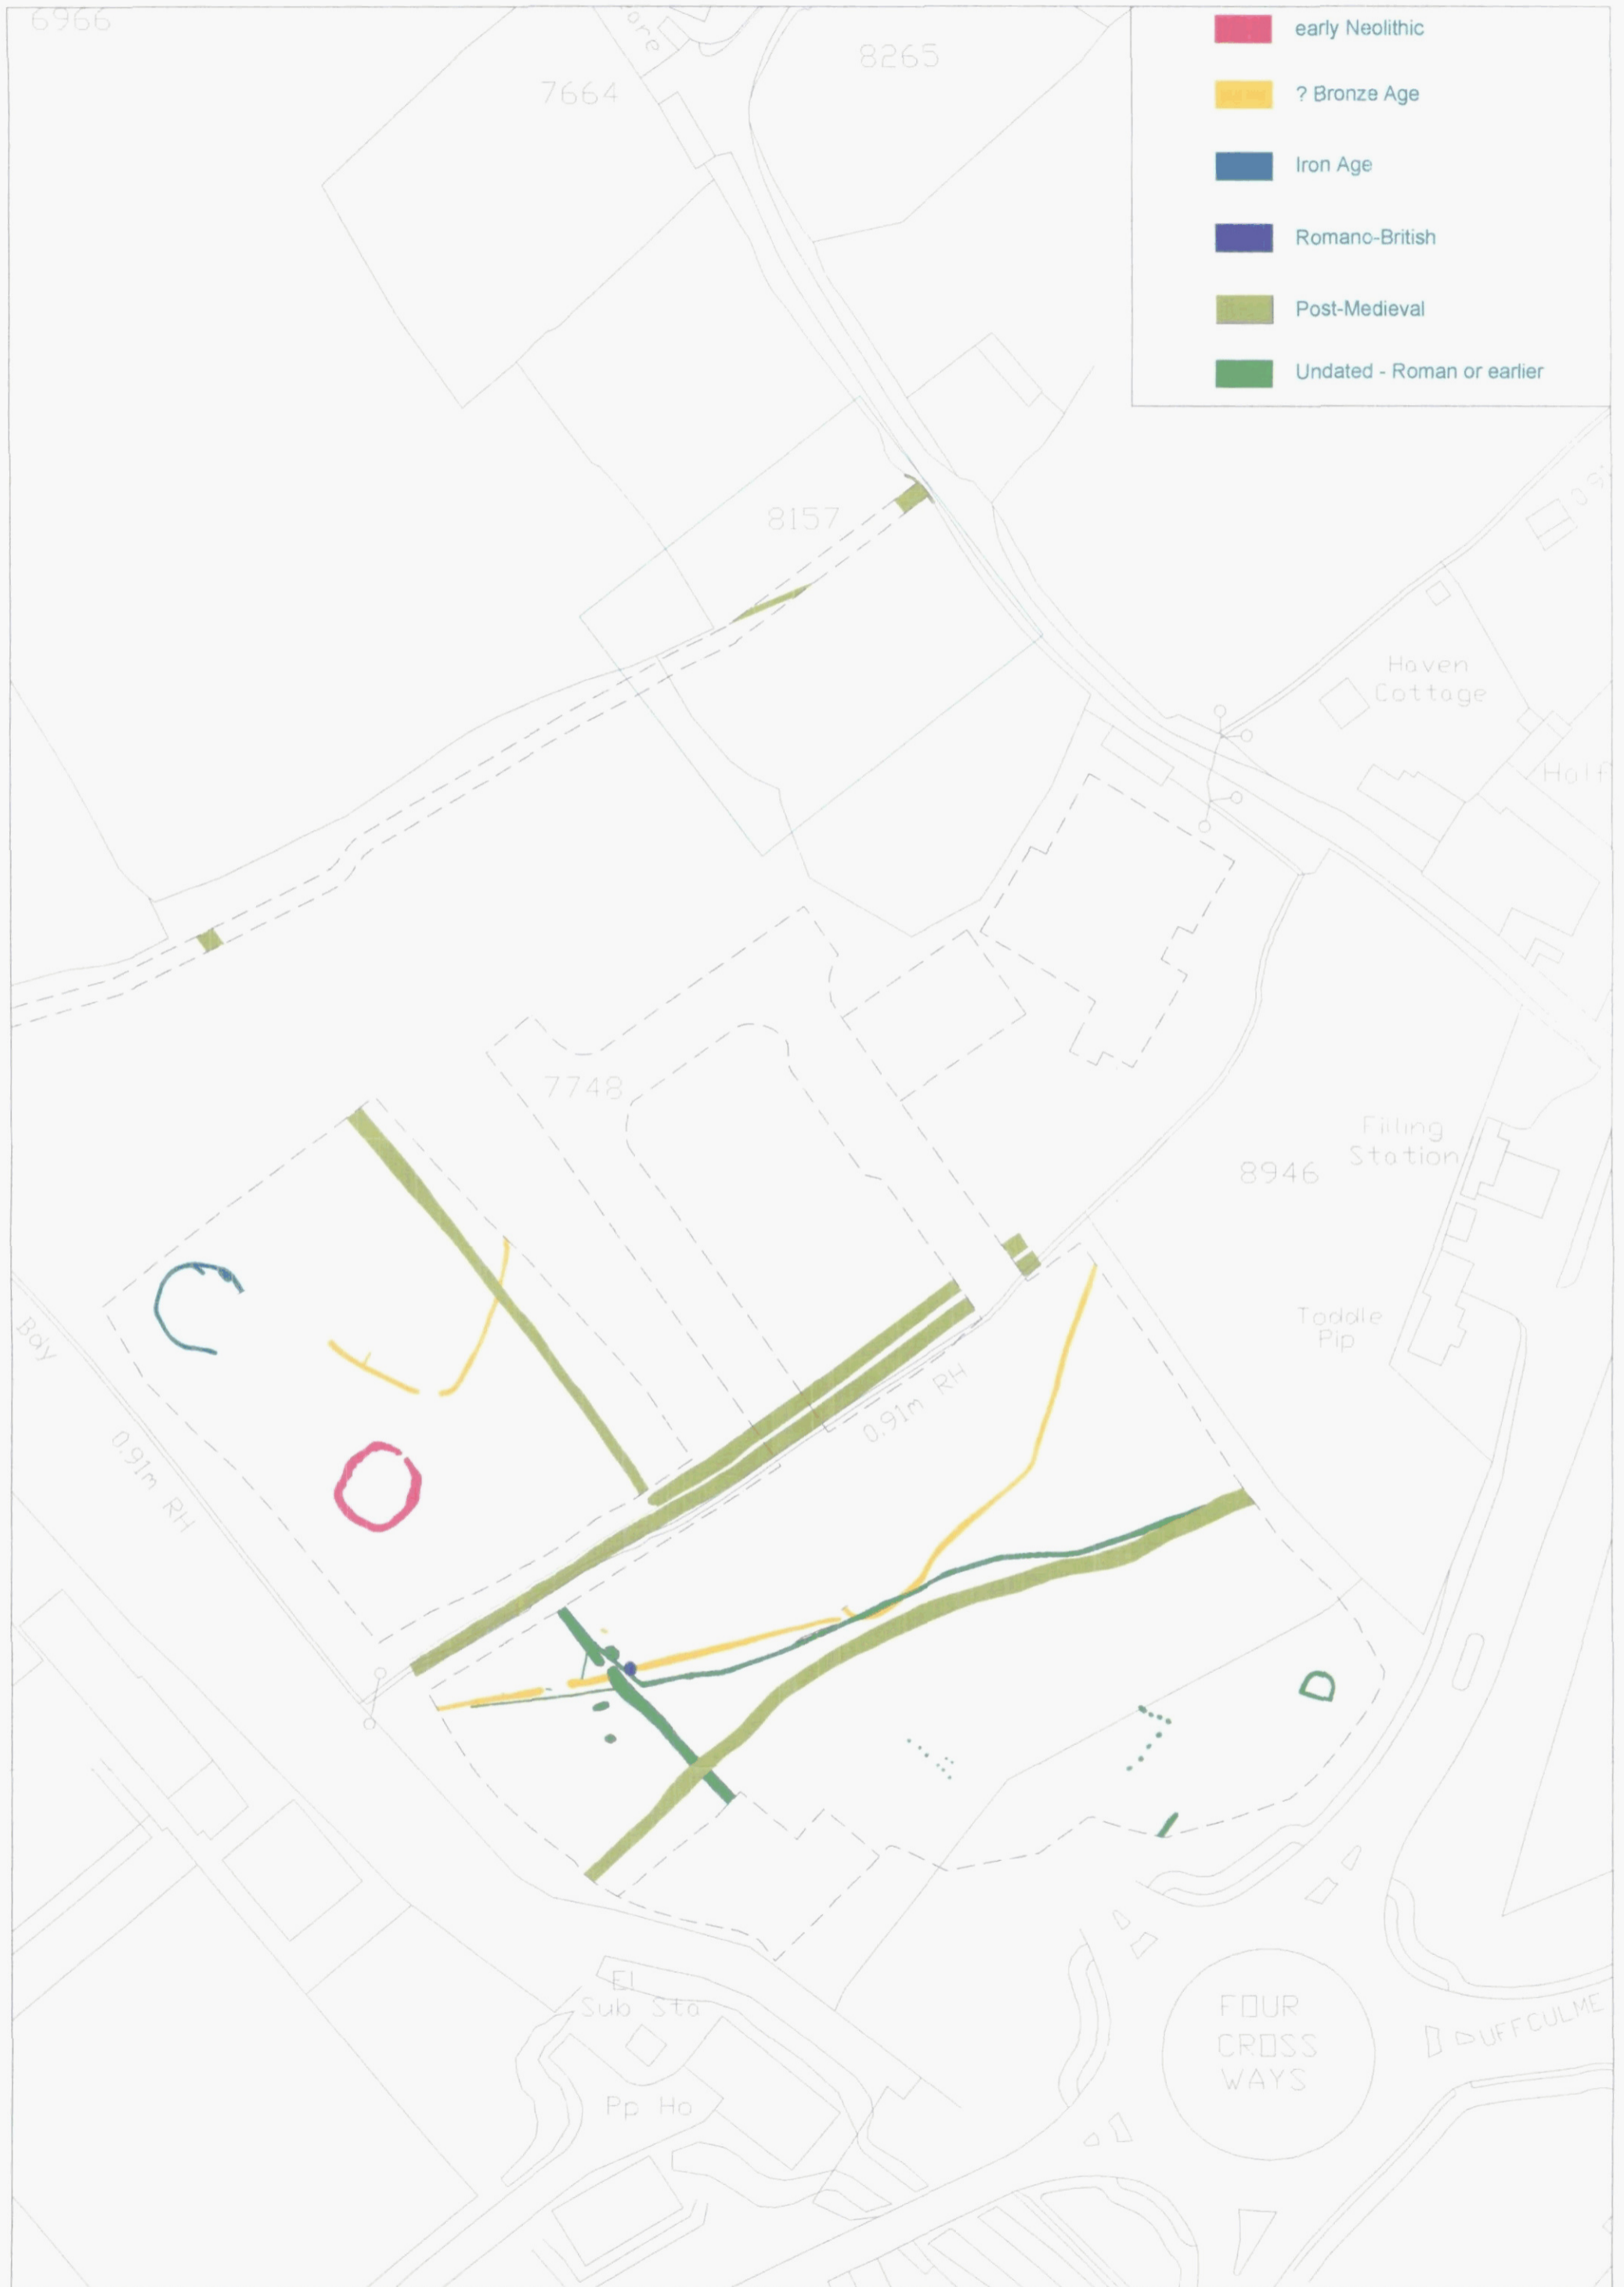 6966
7664
8265
early Neolithic
? Bronze Age
Iron Age
Romano-British
Post-Medieval
Undated - Roman or earlier
8157
Haven
Cottage
Half
7748
Filling
Station
8946
Toddle
Pip
Bay
0.91m RH
0.91m RH
El
Sub Sta
Pp Ho
FOUR
CROSS
WAYS
UFFCULME